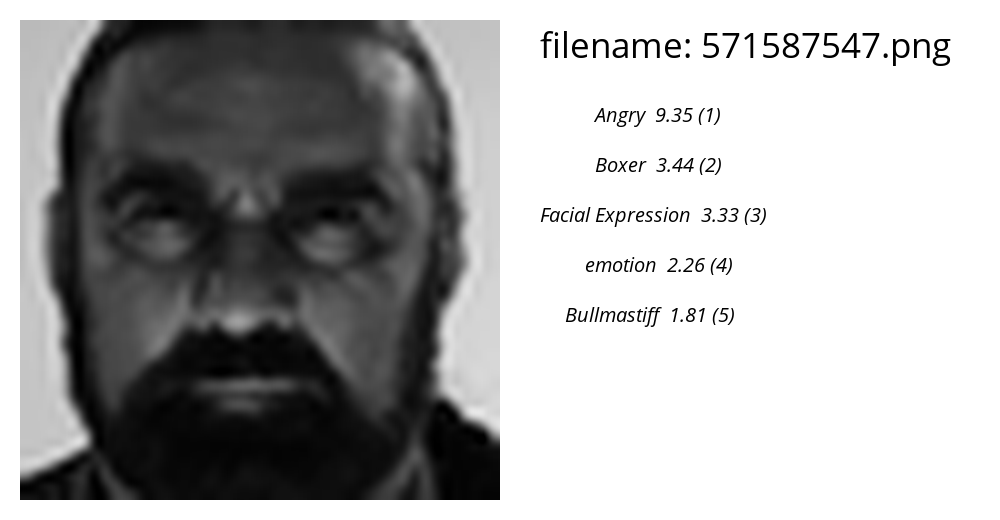 filename: 571587547.png
Angry 9.35 (1)
Boxer 3.44 (2)
Facial Expression 3.33 (3)
emotion 2.26 (4)
Bullmastiff 1.81 (5)